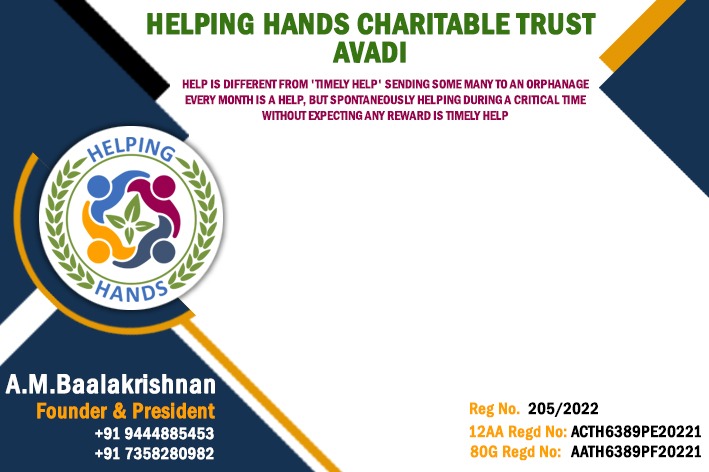 HELPING HANDS CHARITABLE TRUST
AVADI
HELP IS DIFFERENT FROM 'TIMELY HELP' SENDING SOME MANY TO AN ORPHANAGE
EVERY MONTH IS A HELP, BUT SPONTANEOUSLY HELPING DURING A CRITICAL TIME
WITHOUT EXPECTING ANY REWARD IS TIMELY HELP
HELPING
HANDS
A.M.Baalakrishnan
Founder & President
+91 9444885453
+91 7358280982
Reg No. 205/2022
12AA Regd No: ACTH6389PE20221
80G Regd No: AATH6389PF20221